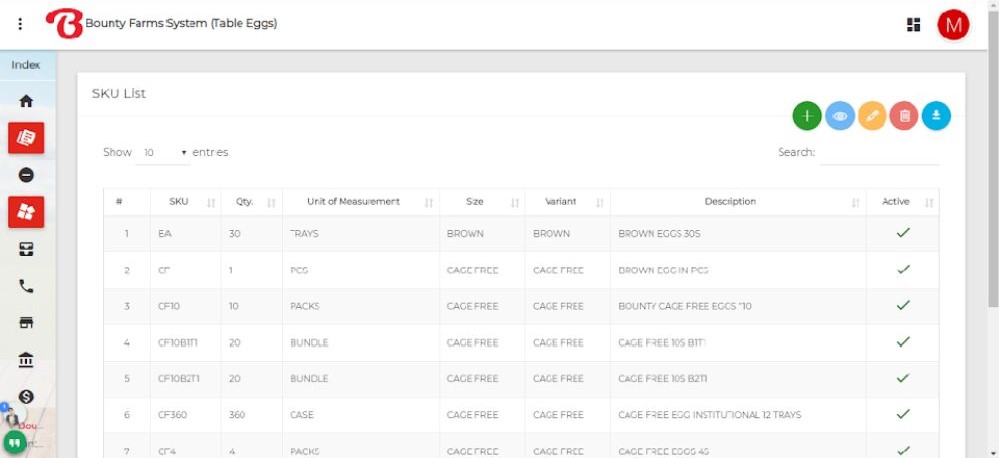 Bounty Farms System (Table Eggs)
M
Index
SKU List
Show 10 entries
Search:
# SKU Qty. Unit of Measurement Size Variant Description Active
1 30 TRAYS BROWN BROWN BROWN EGGS 30S
2 CF 1 PCS CAGE FREE CAGE FREE BROWN EGG IN PCS
3 CF10 10 PACKS CAGE FREE CAGE FREE BOUNTY CAGE FREE EGGS
4 CF10B1T1 20 BUNDLE CAGE FREE CAGE FREE CAGE FREE 10S B1T1
5 CF10B2T1 20 BUNDLE CAGE FREE CAGE FREE CAGE FREE 10S B2T1
6 CF360 360 CASE CAGE FREE CAGE FREE CAGE FREE EGG INSTITUTIONAL 12 TRAYS
7 CF4 4 PACKS CAGE FREE CAGE FREE CAGE FREE EGGS 4S
Dou...